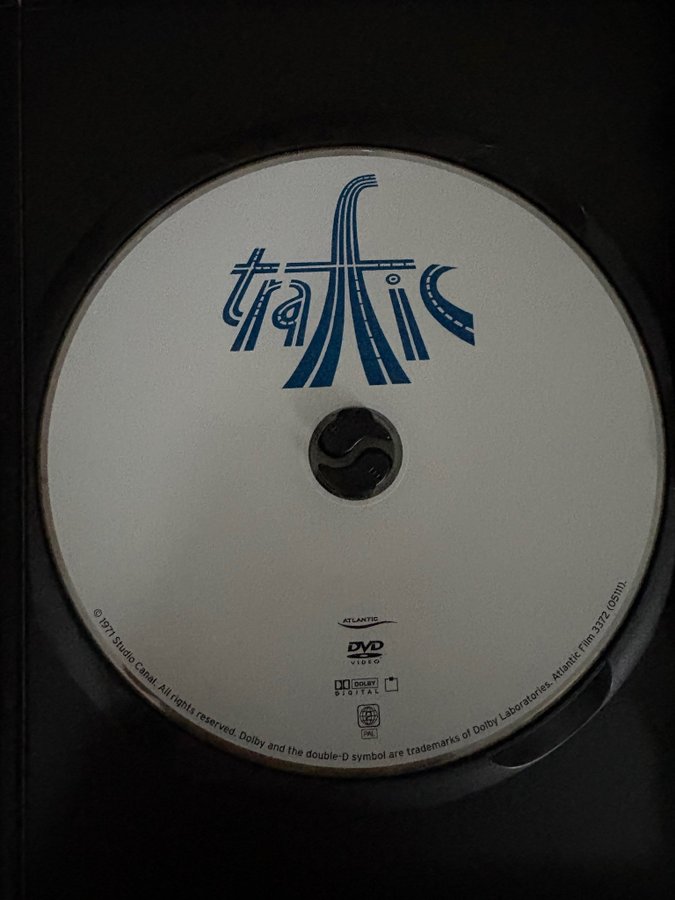 trafic
ATLANTIC
DVD
VIDEO
DOLBY
DIGITAL
PAL
© 1971 Studio Canal. All rights reserved. Dolby and the double-D symbol are trademarks of Dolby Laboratories. Atlantic Film 3372 (05111).